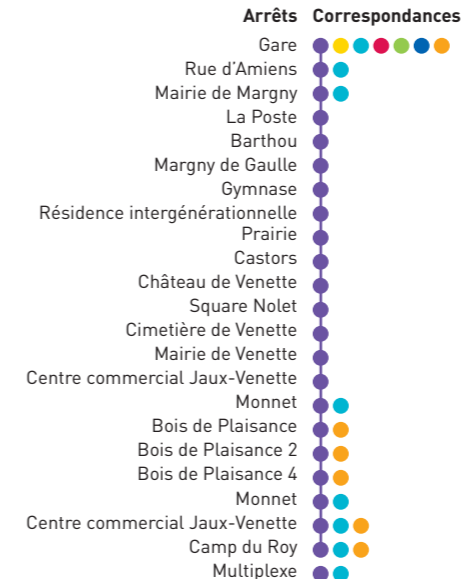 Arrêts Correspondances
Gare
Rue d'Amiens
Mairie de Margny
La Poste
Barthou
Margny de Gaulle
Gymnase
Résidence intergénérationnelle
Prairie
Castors
Château de Venette
Square Nolet
Cimetière de Venette
Mairie de Venette
Centre commercial Jaux-Venette
Monnet
Bois de Plaisance
Bois de Plaisance 2
Bois de Plaisance 4
Monnet
Centre commercial Jaux-Venette
Camp du Roy
Multiplexe